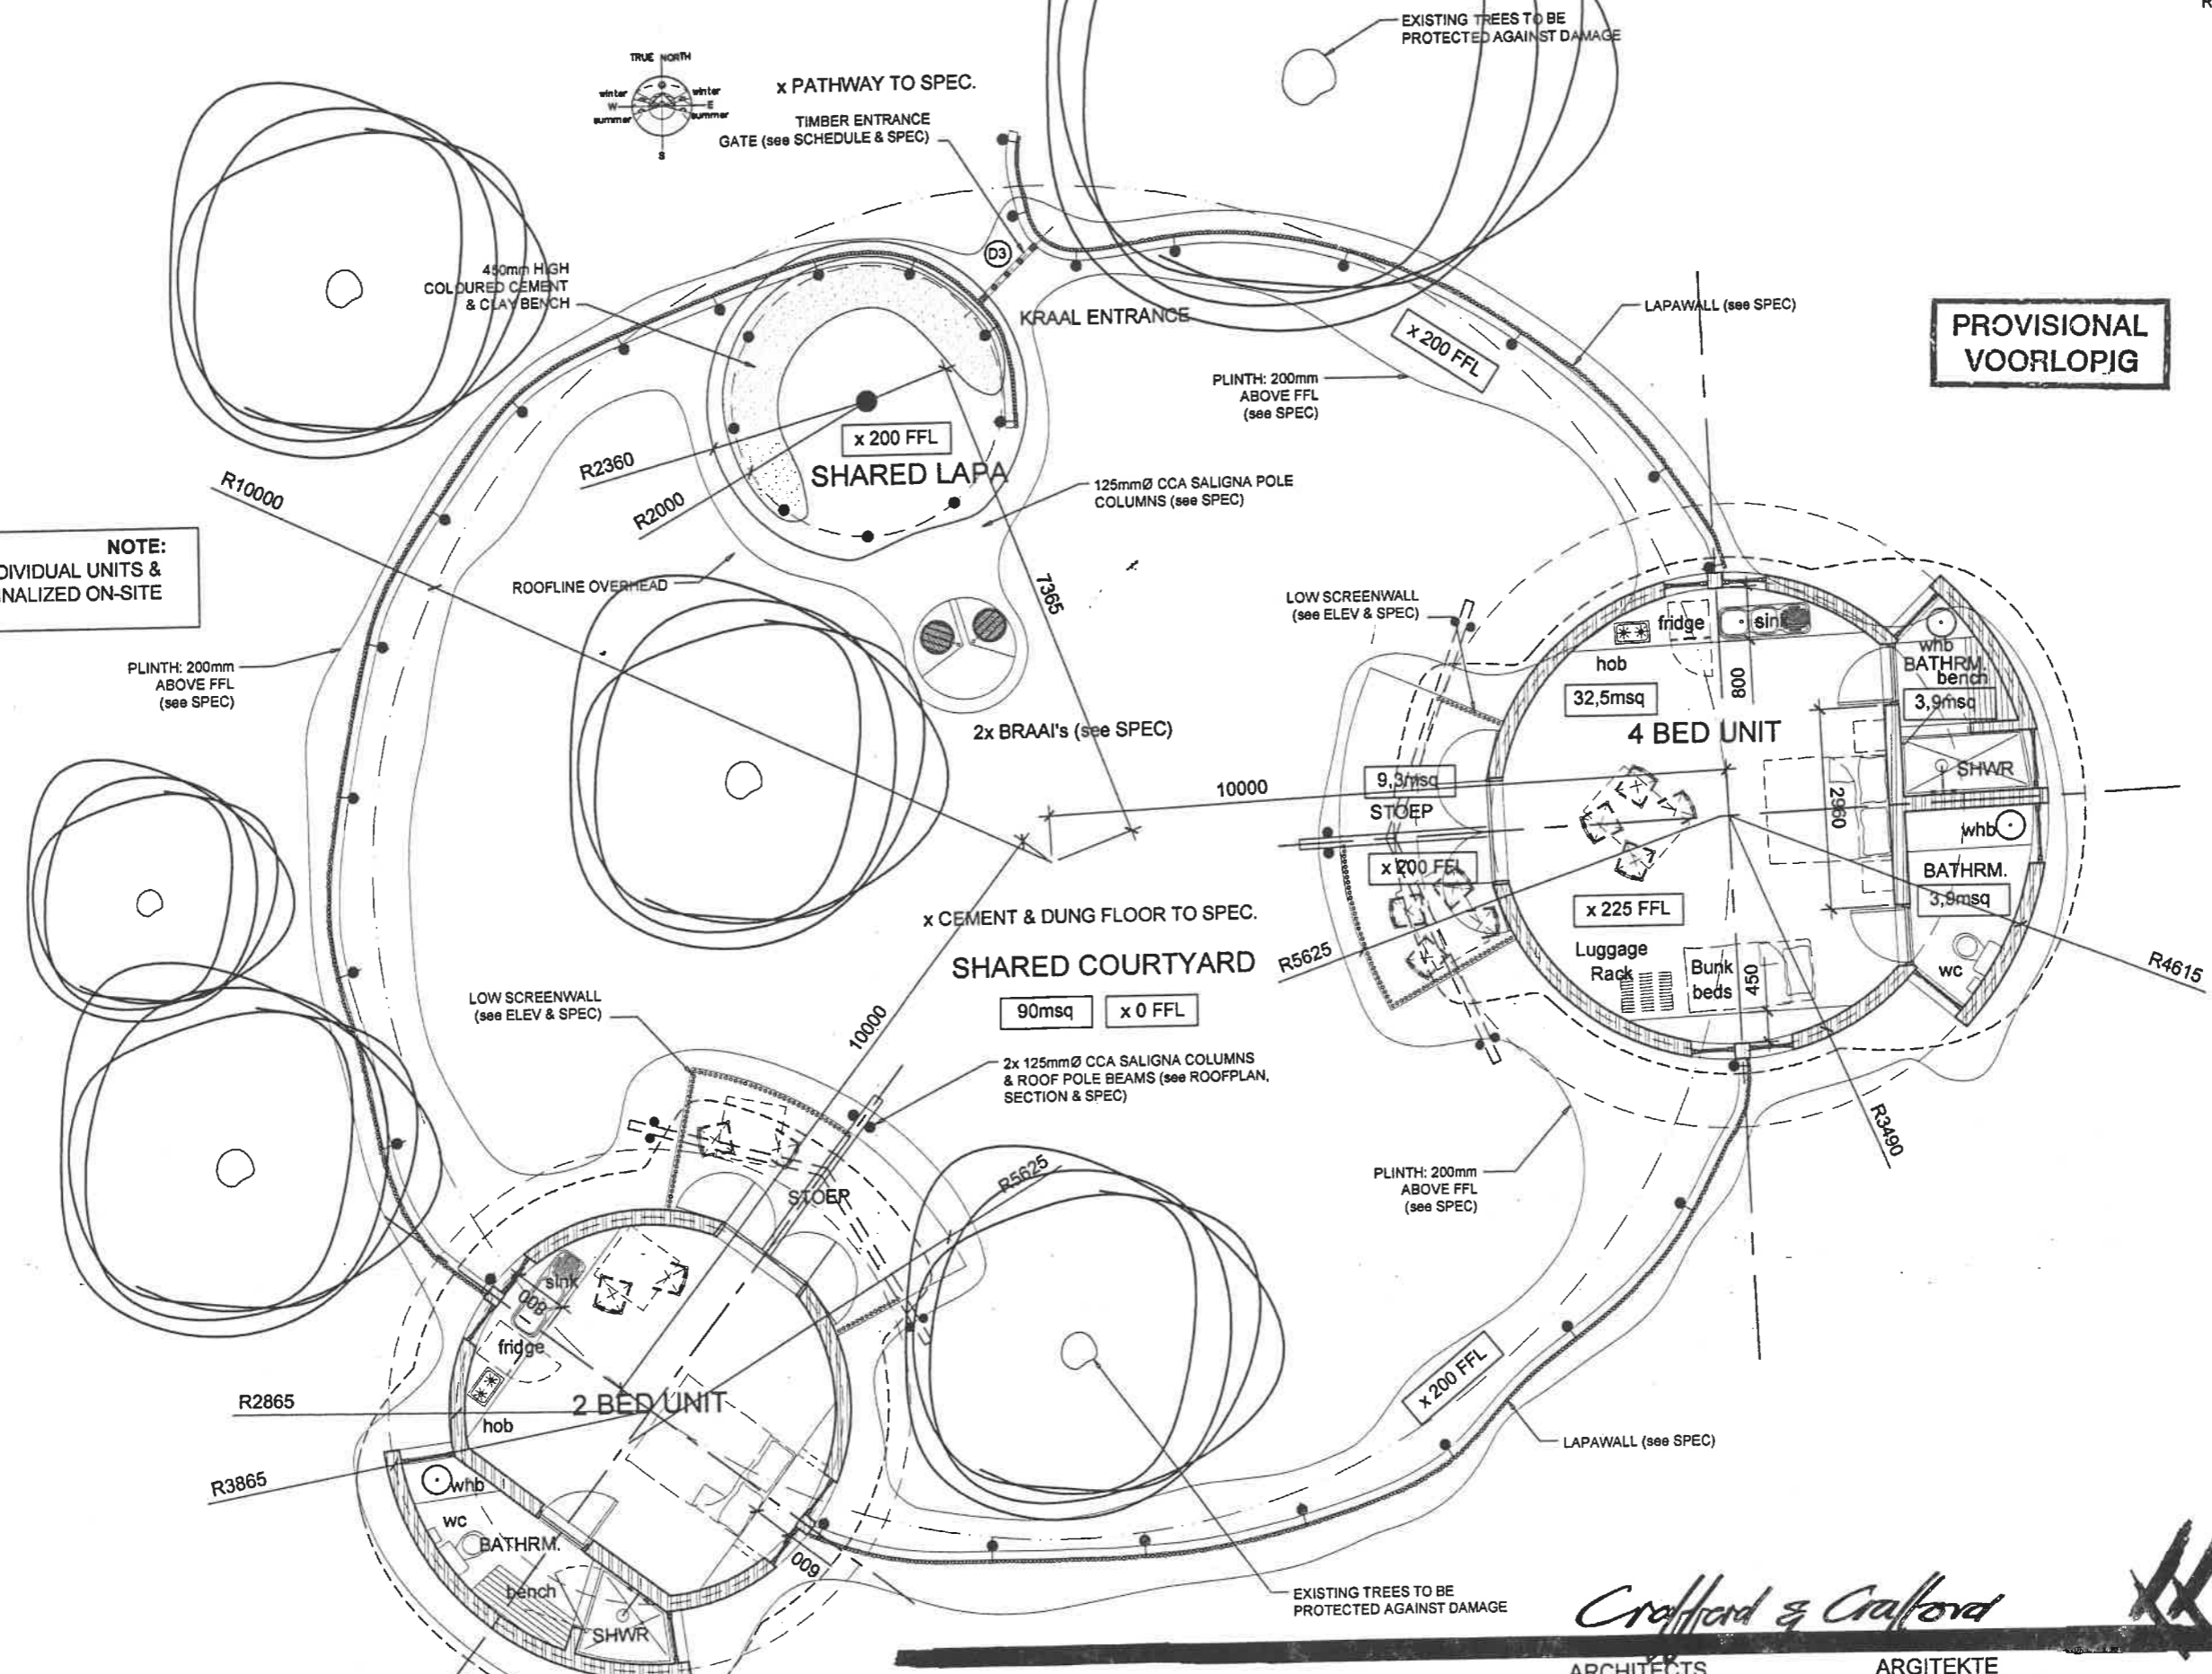 EXISTING TREES TO BE
PROTECTED AGAINST DAMAGE
TRUE NORTH
winter
winter
W
E
summer
summer
S
x PATHWAY TO SPEC.
TIMBER ENTRANCE
GATE (see SCHEDULE & SPEC)
D3
450mm HIGH
COLOURED CEMENT
& CLAY BENCH
KRAAL ENTRANCE
LAPAWALL (see SPEC)
x 200 FFL
PROVISIONAL
VOORLOPIG
PLINTH: 200mm
ABOVE FFL
(see SPEC)
x 200 FFL
SHARED LAPA
R2360
R2000
R10000
125mmØ CCA SALIGNA POLE
COLUMNS (see SPEC)
NOTE:
DIVIDUAL UNITS &
NALIZED ON-SITE
ROOFLINE OVERHEAD
7365
LOW SCREENWALL
(see ELEV & SPEC)
PLINTH: 200mm
ABOVE FFL
(see SPEC)
2x BRAAI's (see SPEC)
fridge
sink
hob
32,5msq
800
whb
BATHRM.
bench
3,9msq
4 BED UNIT
SHWR
10000
9,3msq
STOEP
x 200 FFL
2960
whb
BATHRM.
3,9msq
x 225 FFL
x CEMENT & DUNG FLOOR TO SPEC.
SHARED COURTYARD
90msq
x 0 FFL
R5625
Luggage
Rack
Bunk
beds
450
wc
R4615
LOW SCREENWALL
(see ELEV & SPEC)
10000
2x 125mmØ CCA SALIGNA COLUMNS
& ROOF POLE BEAMS (see ROOFPLAN,
SECTION & SPEC)
R3490
PLINTH: 200mm
ABOVE FFL
(see SPEC)
R5625
STOEP
sink
800
fridge
2 BED UNIT
hob
R2865
R3865
x 200 FFL
LAPAWALL (see SPEC)
whb
wc
BATHRM.
bench
SHWR
600
EXISTING TREES TO BE
PROTECTED AGAINST DAMAGE
Crafford & Crafford
ARCHITECTS
ARGITEKTE